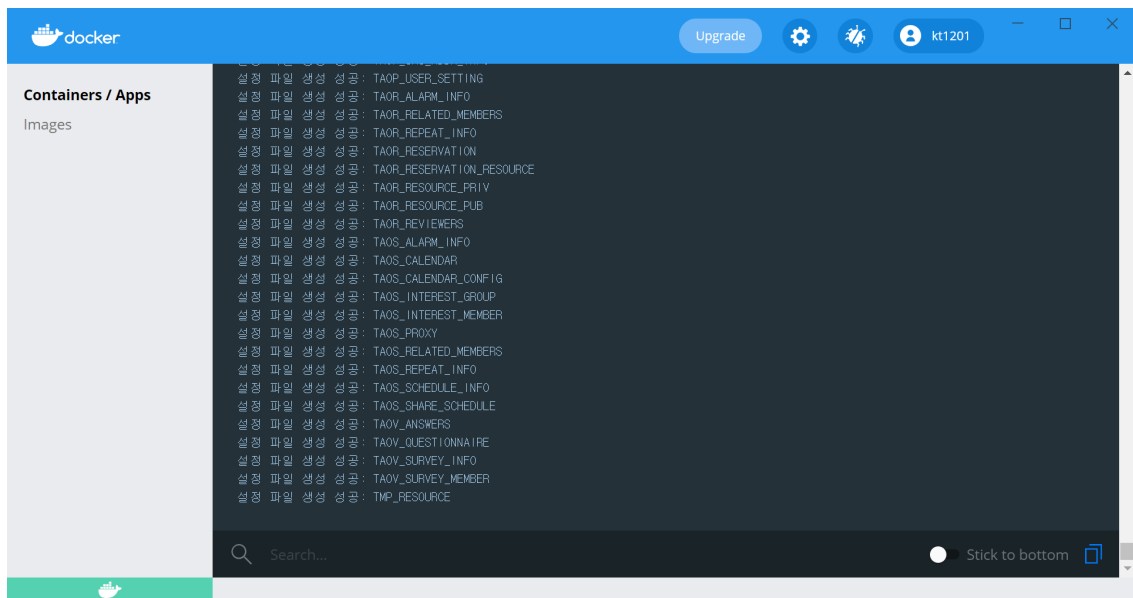 docker
Upgrade
kt1201
Containers / Apps
Images
설정 파일 생성 성공: TAOP_USER_SETTING
설정 파일 생성 성공: TAOR_ALARM_INFO
설정 파일 생성 성공: TAOR_RELATED_MEMBERS
설정 파일 생성 성공: TAOR_REPEAT_INFO
설정 파일 생성 성공: TAOR_RESERVATION
설정 파일 생성 성공: TAOR_RESERVATION_RESOURCE
설정 파일 생성 성공: TAOR_RESOURCE_PRIV
설정 파일 생성 성공: TAOR_RESOURCE_PUB
설정 파일 생성 성공: TAOR_REVIEWERS
설정 파일 생성 성공: TAOS_ALARM_INFO
설정 파일 생성 성공: TAOS_CALENDAR
설정 파일 생성 성공: TAOS_CALENDAR_CONFIG
설정 파일 생성 성공: TAOS_INTEREST_GROUP
설정 파일 생성 성공: TAOS_INTEREST_MEMBER
설정 파일 생성 성공: TAOS_PROXY
설정 파일 생성 성공: TAOS_RELATED_MEMBERS
설정 파일 생성 성공: TAOS_REPEAT_INFO
설정 파일 생성 성공: TAOS_SCHEDULE_INFO
설정 파일 생성 성공: TAOS_SHARE_SCHEDULE
설정 파일 생성 성공: TAOV_ANSWERS
설정 파일 생성 성공: TAOV_QUESTIONNAIRE
설정 파일 생성 성공: TAOV_SURVEY_INFO
설정 파일 생성 성공: TAOV_SURVEY_MEMBER
설정 파일 생성 성공: TMP_RESOURCE
Search...
Stick to bottom